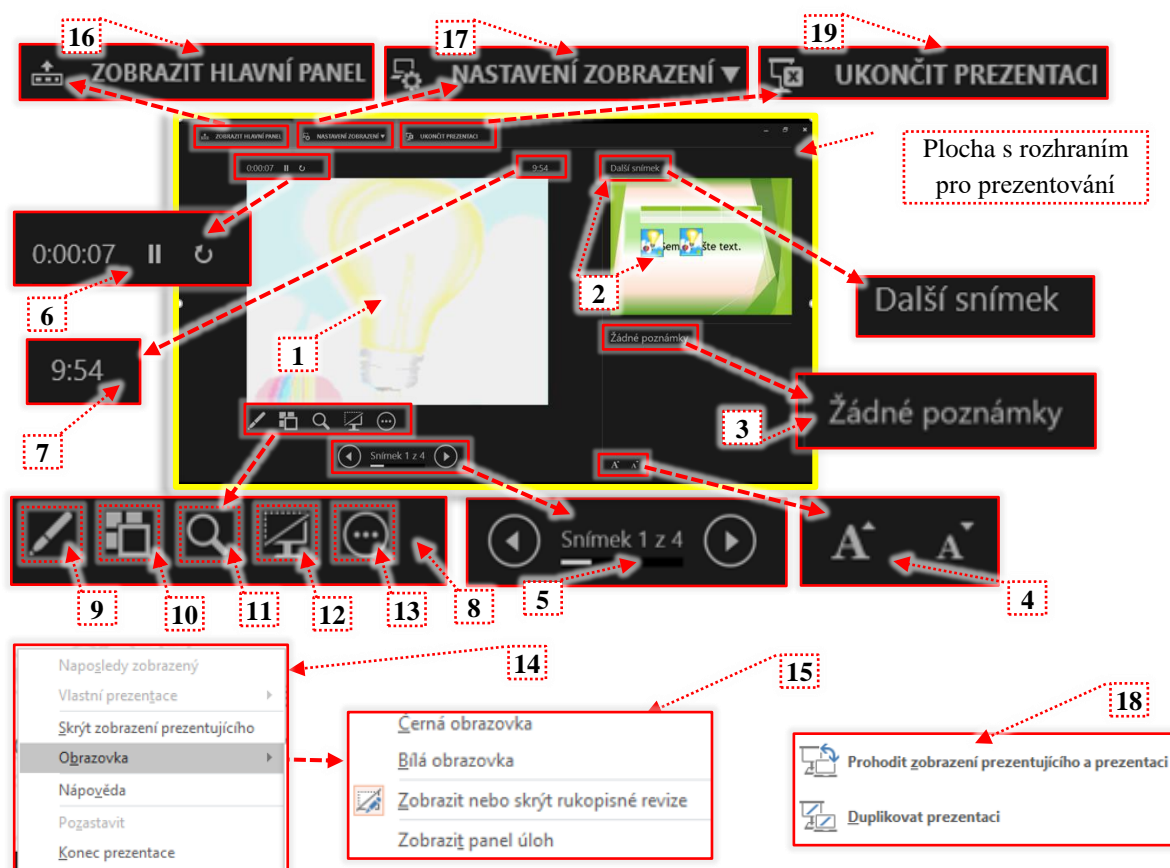 16
17
19
ZOBRAZIT HLAVNÍ PANEL
NASTAVENÍ ZOBRAZENÍ ▼
UKONČIT PREZENTACI
ZOBRAZIT HLAVNÍ PANEL
NASTAVENÍ ZOBRAZENÍ ▼
UKONČIT PREZENTACI
Plocha s rozhraním
pro prezentování
0:00:07
9:54
Další snímek
0:00:07
6
1
2
šte text.
Další snímek
Žádné poznámky
9:54
7
Žádné poznámky
3
Snímek 1 z 4
A A
Snímek 1 z 4
A A
9
10
11
12
13
8
5
4
14
15
18
Naposledy zobrazený
Vlastní prezentace
Skrýt zobrazení prezentujícího
Obrazovka
Nápověda
Pozastavit
Konec prezentace
Černá obrazovka
Bílá obrazovka
Zobrazit nebo skrýt rukopisné revize
Zobrazit panel úloh
Prohodit zobrazení prezentujícího a prezentaci
Duplikovat prezentaci